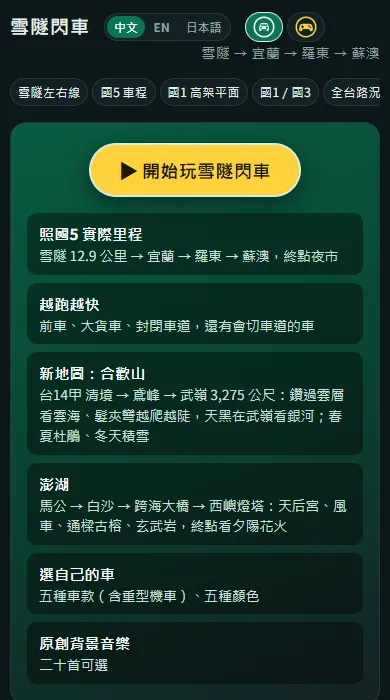 雪隧閃車
中文 EN 日本語
雪隧 → 宜蘭 → 羅東 → 蘇澳
雪隧左右線 國5車程 國1高架平面 國1 / 國3 全台路況
▶ 開始玩雪隧閃車
照國5實際里程
雪隧 12.9 公里 → 宜蘭 → 羅東 → 蘇澳，終點夜市
越跑越快
前車、大貨車、封閉車道，還有會切車道的車
新地圖：合歡山
台14甲 清境 → 鳶峰 → 武嶺 3,275 公尺：鑽過雲層
看雲海、髮夾彎越爬越陡，天黑在武嶺看銀河；春
夏杜鵑、冬天積雪
澎湖
馬公 → 白沙 → 跨海大橋 → 西嶼燈塔：天后宮、風
車、通樑古榕、玄武岩，終點看夕陽花火
選自己的車
五種車款（含重型機車）、五種顏色
原創背景音樂
二十首可選